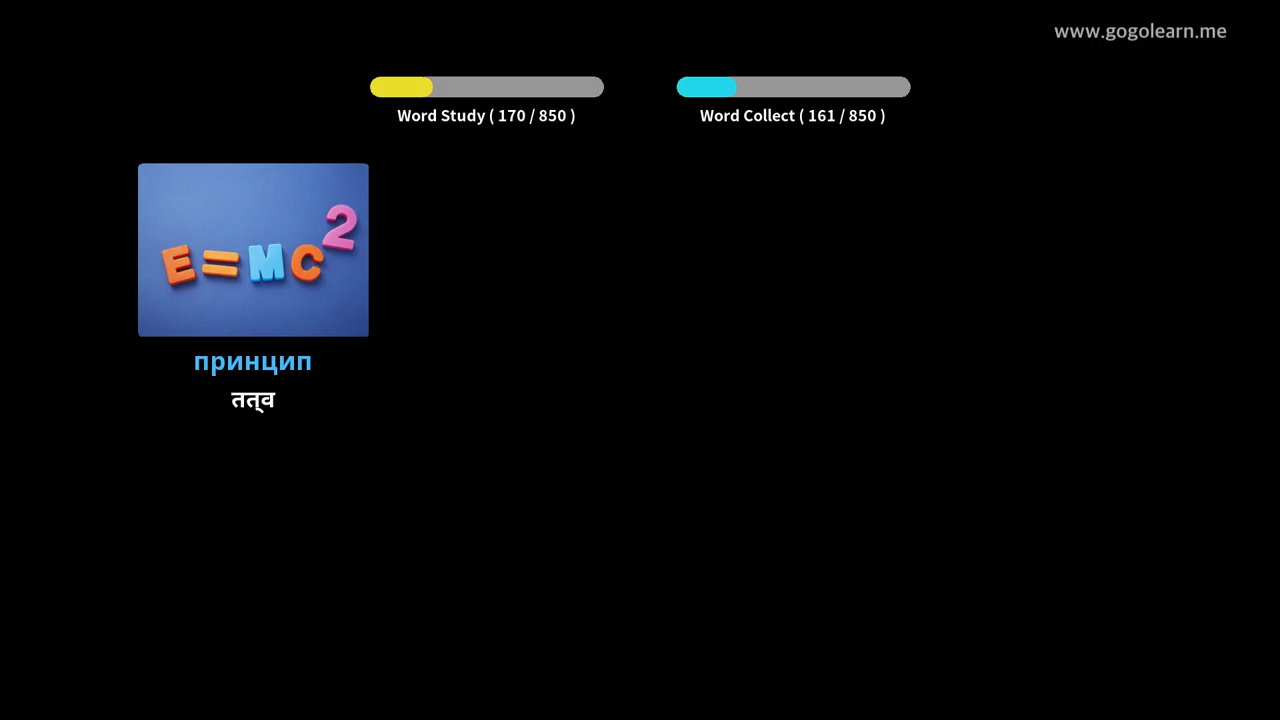 www.gogolearn.me
Word Study ( 170 / 850 )
Word Collect ( 161 / 850 )
E=MC²
принцип
तत्‌व